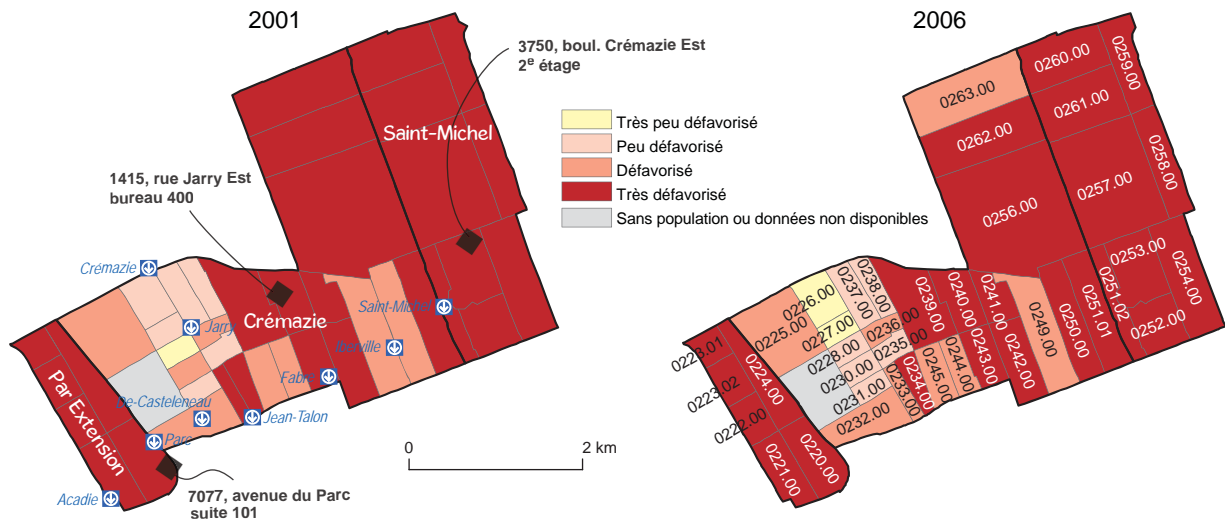 2001
2006
3750, boul. Crémazie Est
2e étage
Saint-Michel
Très peu défavorisé
Peu défavorisé
Défavorisé
Très défavorisé
Sans population ou données non disponibles
1415, rue Jarry Est
bureau 400
Crémazie
Jarry
Crémazie
Saint-Michel
Iberville
Fabre
De-Casteleneau
Jean-Talon
Parc
Par Extension
Acadie
7077, avenue du Parc
suite 101
0
2 km
0260.00
0259.00
0263.00
0261.00
0262.00
0258.00
0257.00
0256.00
0253.00
0254.00
0251.02
0252.00
0238.00
0237.00
0226.00
0239.00
0240.00
0241.00
0251.01
0250.00
0249.00
0225.00
0227.00
0236.00
0243.00
0242.00
0228.00
0235.00
0244.00
0245.00
0223.01
0224.00
0230.00
0234.00
0231.00
0233.00
0223.02
0232.00
0222.00
0220.00
0221.00